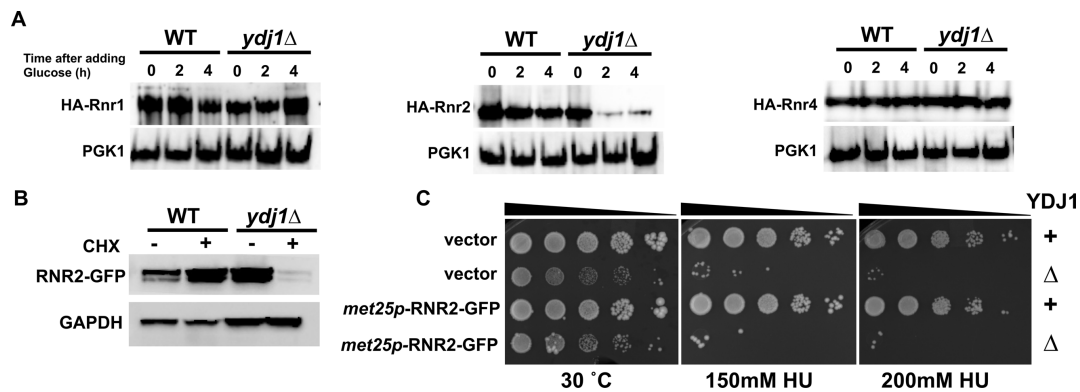 A
WT ydj1Δ
Time after adding
Glucose (h)
0 2 4 0 2 4
HA-Rnr1
PGK1
WT ydj1Δ
0 2 4 0 2 4
HA-Rnr2
PGK1
WT ydj1Δ
0 2 4 0 2 4
HA-Rnr4
PGK1
B
WT ydj1Δ
CHX - + - +
RNR2-GFP
GAPDH
C
YDJ1
vector +
vector Δ
met25p-RNR2-GFP +
met25p-RNR2-GFP Δ
30 ˚C 150mM HU 200mM HU